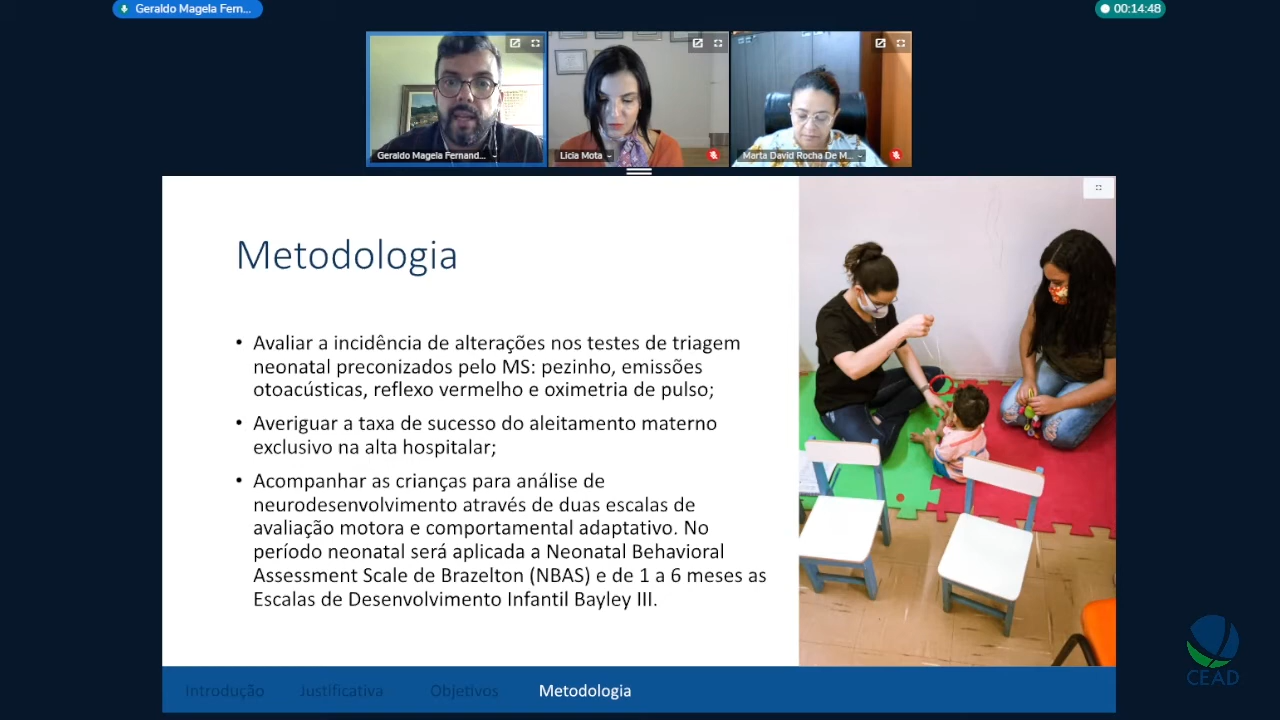 Geraldo Magela Fern...
00:14:48
Geraldo Magela Fernand...
Licia Mota
Marta David Rocha De M...
Metodologia
• Avaliar a incidência de alterações nos testes de triagem
neonatal preconizados pelo MS: pezinho, emissões
otoacústicas, reflexo vermelho e oximetria de pulso;
• Averiguar a taxa de sucesso do aleitamento materno
exclusivo na alta hospitalar;
• Acompanhar as crianças para análise de
neurodesenvolvimento através de duas escalas de
avaliação motora e comportamental adaptativo. No
período neonatal será aplicada a Neonatal Behavioral
Assessment Scale de Brazelton (NBAS) e de 1 a 6 meses as
Escalas de Desenvolvimento Infantil Bayley III.
Introdução Justificativa Objetivos Metodologia
CEAD